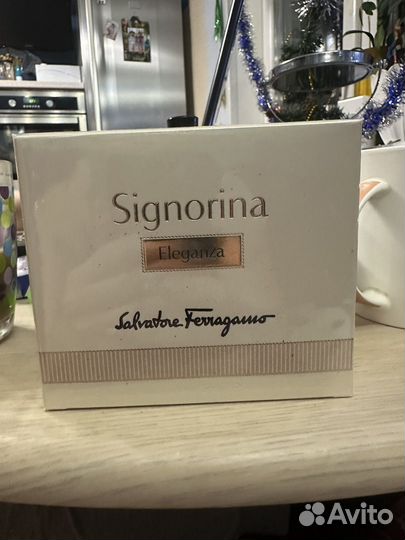 Signorina
Eleganza
Salvatore Ferragamo
Avito